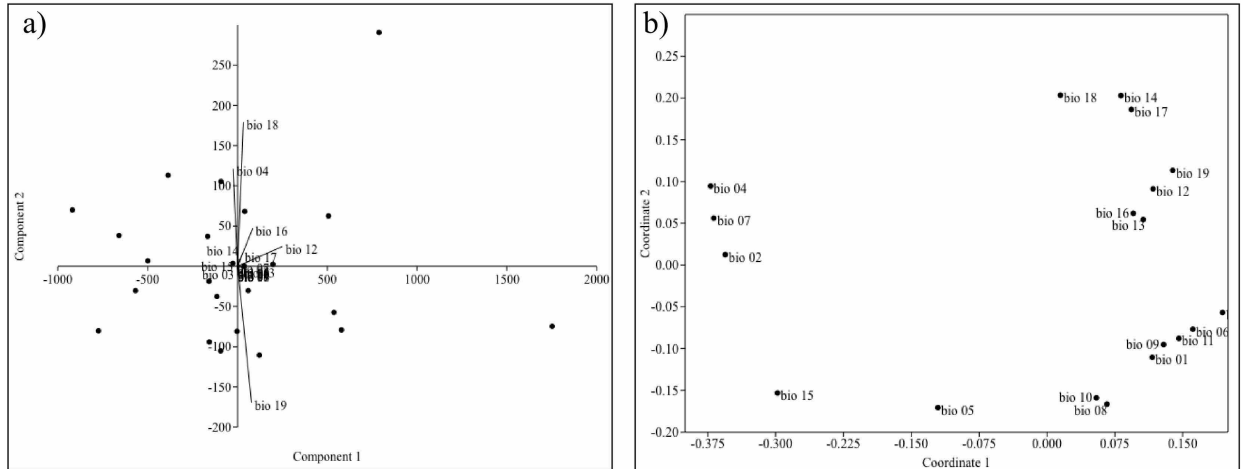 a)
250
200
150
100
50
0
-50
-100
-150
-200
-1000
-500
0
500
1000
1500
2000
Component 2
Component 1
bio 18
bio 04
bio 16
bio 12
bio 14
bio 17
bio 03
bio 19
b)
0.25
0.20
0.15
0.10
0.05
0.00
-0.05
-0.10
-0.15
-0.20
-0.375
-0.300
-0.225
-0.150
-0.075
0.000
0.075
0.150
Coordinate 2
Coordinate 1
bio 18
bio 14
bio 17
bio 19
bio 12
bio 16
bio 13
bio 04
bio 07
bio 02
bio 06
bio 11
bio 09
bio 01
bio 10
bio 08
bio 15
bio 05